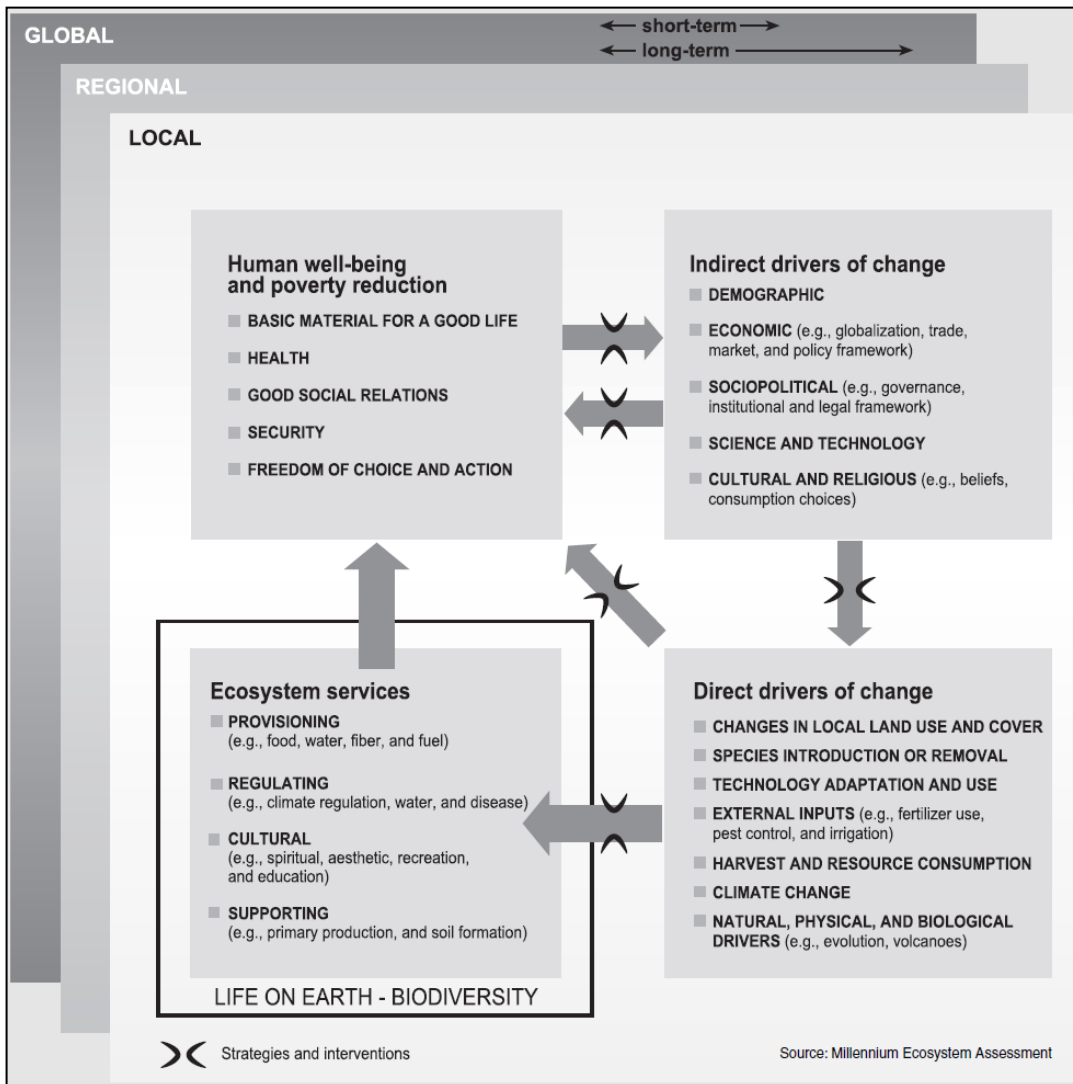 GLOBAL
short-term
long-term
REGIONAL
LOCAL
Human well-being
and poverty reduction
BASIC MATERIAL FOR A GOOD LIFE
HEALTH
GOOD SOCIAL RELATIONS
SECURITY
FREEDOM OF CHOICE AND ACTION
Indirect drivers of change
DEMOGRAPHIC
ECONOMIC (e.g., globalization, trade,
market, and policy framework)
SOCIOPOLITICAL (e.g., governance,
institutional and legal framework)
SCIENCE AND TECHNOLOGY
CULTURAL AND RELIGIOUS (e.g., beliefs,
consumption choices)
Ecosystem services
PROVISIONING
(e.g., food, water, fiber, and fuel)
REGULATING
(e.g., climate regulation, water, and disease)
CULTURAL
(e.g., spiritual, aesthetic, recreation,
and education)
SUPPORTING
(e.g., primary production, and soil formation)
LIFE ON EARTH - BIODIVERSITY
Direct drivers of change
CHANGES IN LOCAL LAND USE AND COVER
SPECIES INTRODUCTION OR REMOVAL
TECHNOLOGY ADAPTATION AND USE
EXTERNAL INPUTS (e.g., fertilizer use,
pest control, and irrigation)
HARVEST AND RESOURCE CONSUMPTION
CLIMATE CHANGE
NATURAL, PHYSICAL, AND BIOLOGICAL
DRIVERS (e.g., evolution, volcanoes)
Strategies and interventions
Source: Millennium Ecosystem Assessment